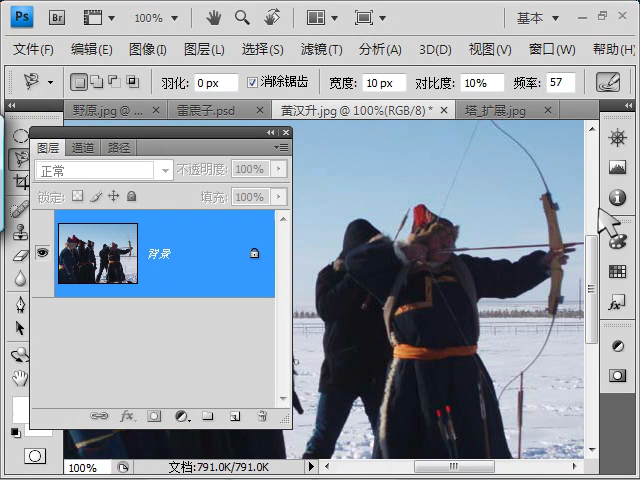 Ps Br 100% 基本
文件(F) 编辑(E) 图像(I) 图层(L) 选择(S) 滤镜(T) 分析(A) 3D(D) 视图(V) 窗口(W) 帮助(H)
羽化: 0 px 消除锯齿 宽度: 10 px 对比度: 10% 频率: 57
野原.jpg @ ... 雷震子.psd 黄汉升.jpg @ 100%(RGB/8) * 塔_扩展.jpg
图层 通道 路径
正常 不透明度: 100%
锁定: 填充: 100%
背景
fx
100% 文档:791.0K/791.0K